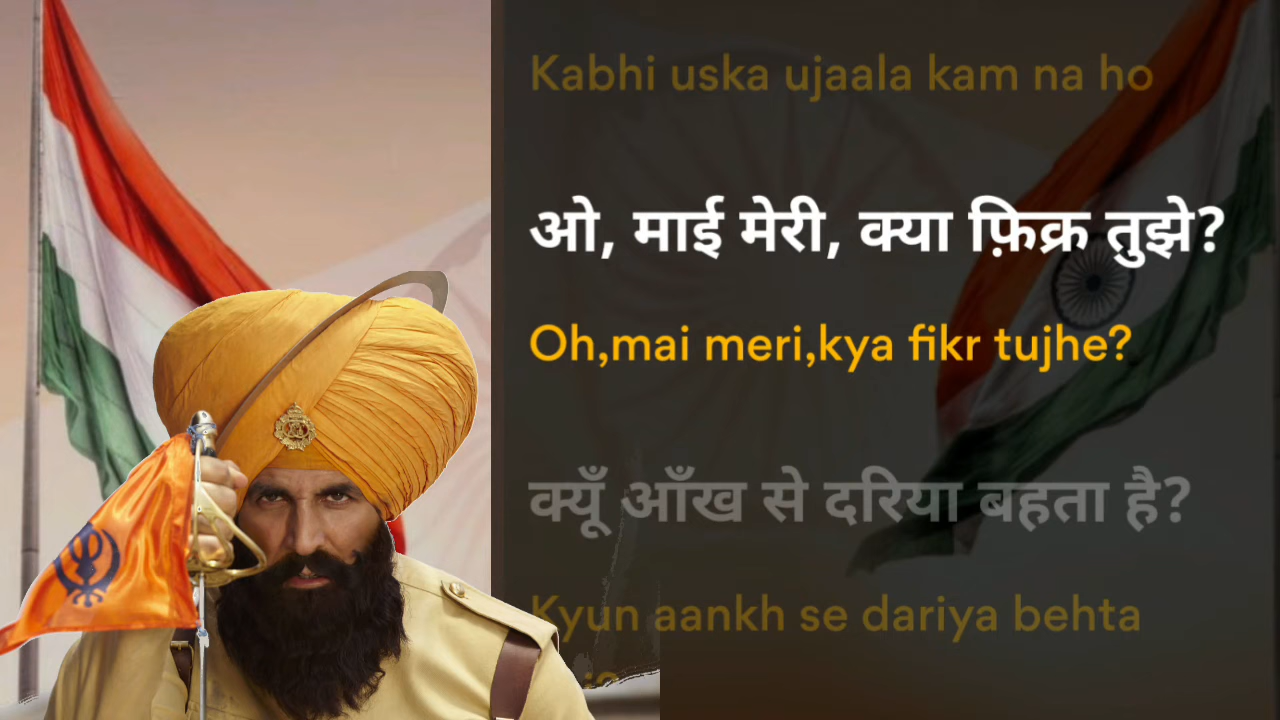 Kabhi uska ujaala kam na ho
ओ, माई मेरी, क्या फ़िक्र तुझे?
Oh,mai meri,kya fikr tujhe?
क्यूँ आँख से दरिया बहता है?
Kyun aankh se dariya behta